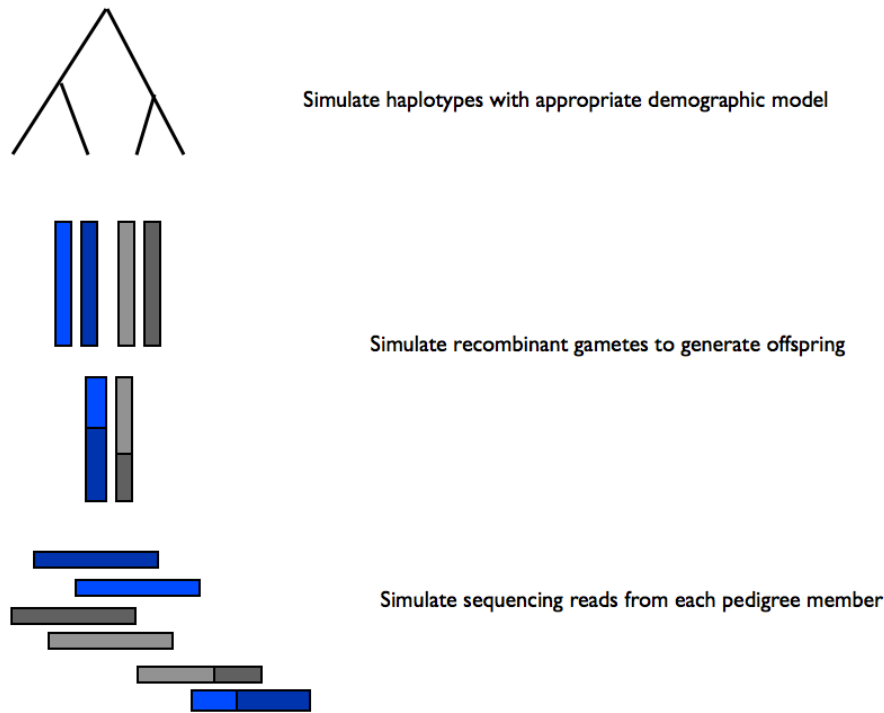 Simulate haplotypes with appropriate demographic model
Simulate recombinant gametes to generate offspring
Simulate sequencing reads from each pedigree member